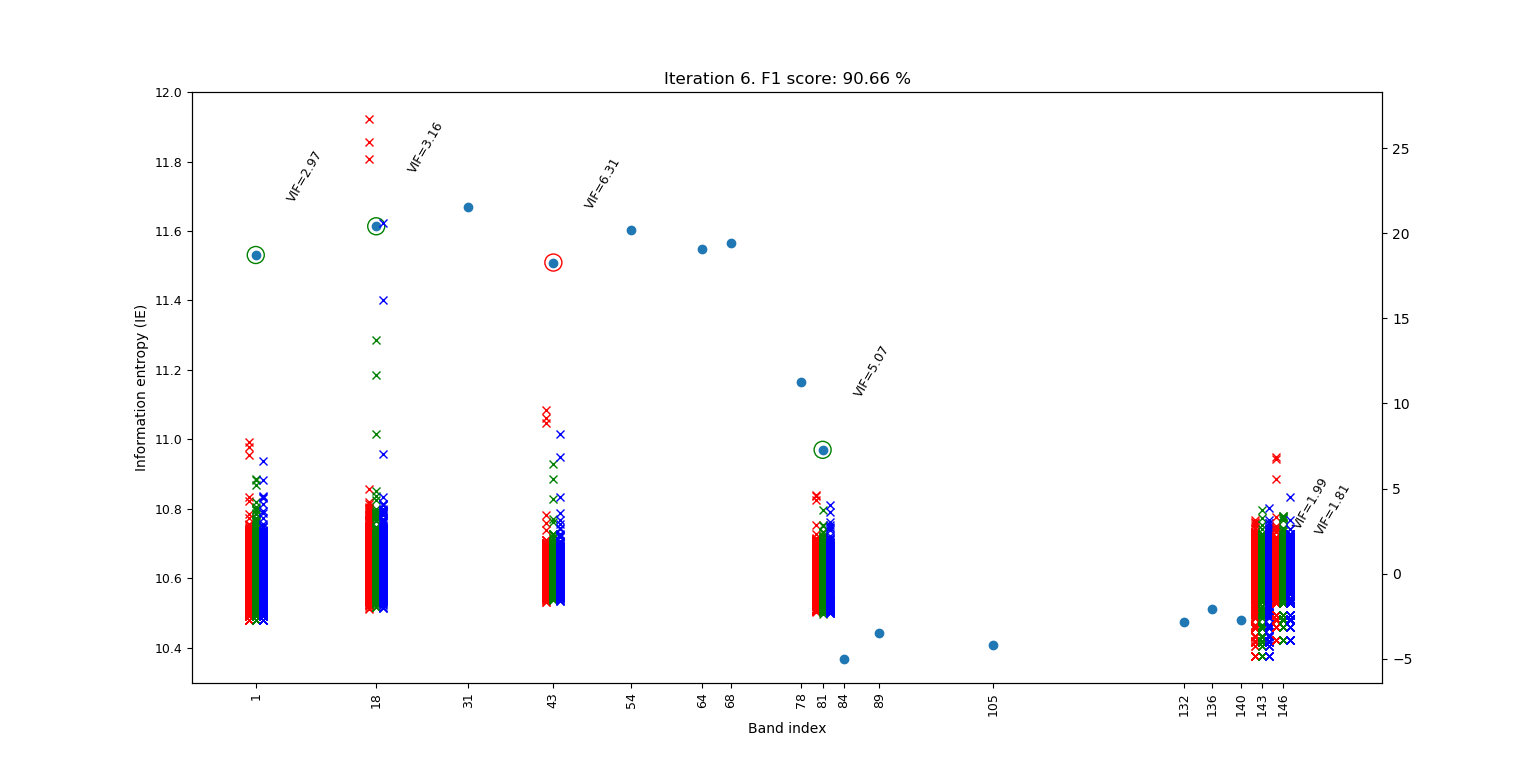 Iteration 6. F1 score: 90.66 %
12.0
11.8
11.6
11.4
11.2
11.0
10.8
10.6
10.4
Information entropy (IE)
VIF=2.97
VIF=3.16
VIF=6.31
VIF=5.07
VIF=1.99
VIF=1.81
25
20
15
10
5
0
−5
1 18 31 43 54 64 68 78 81 84 89 105 132 136 140 143 146
Band index